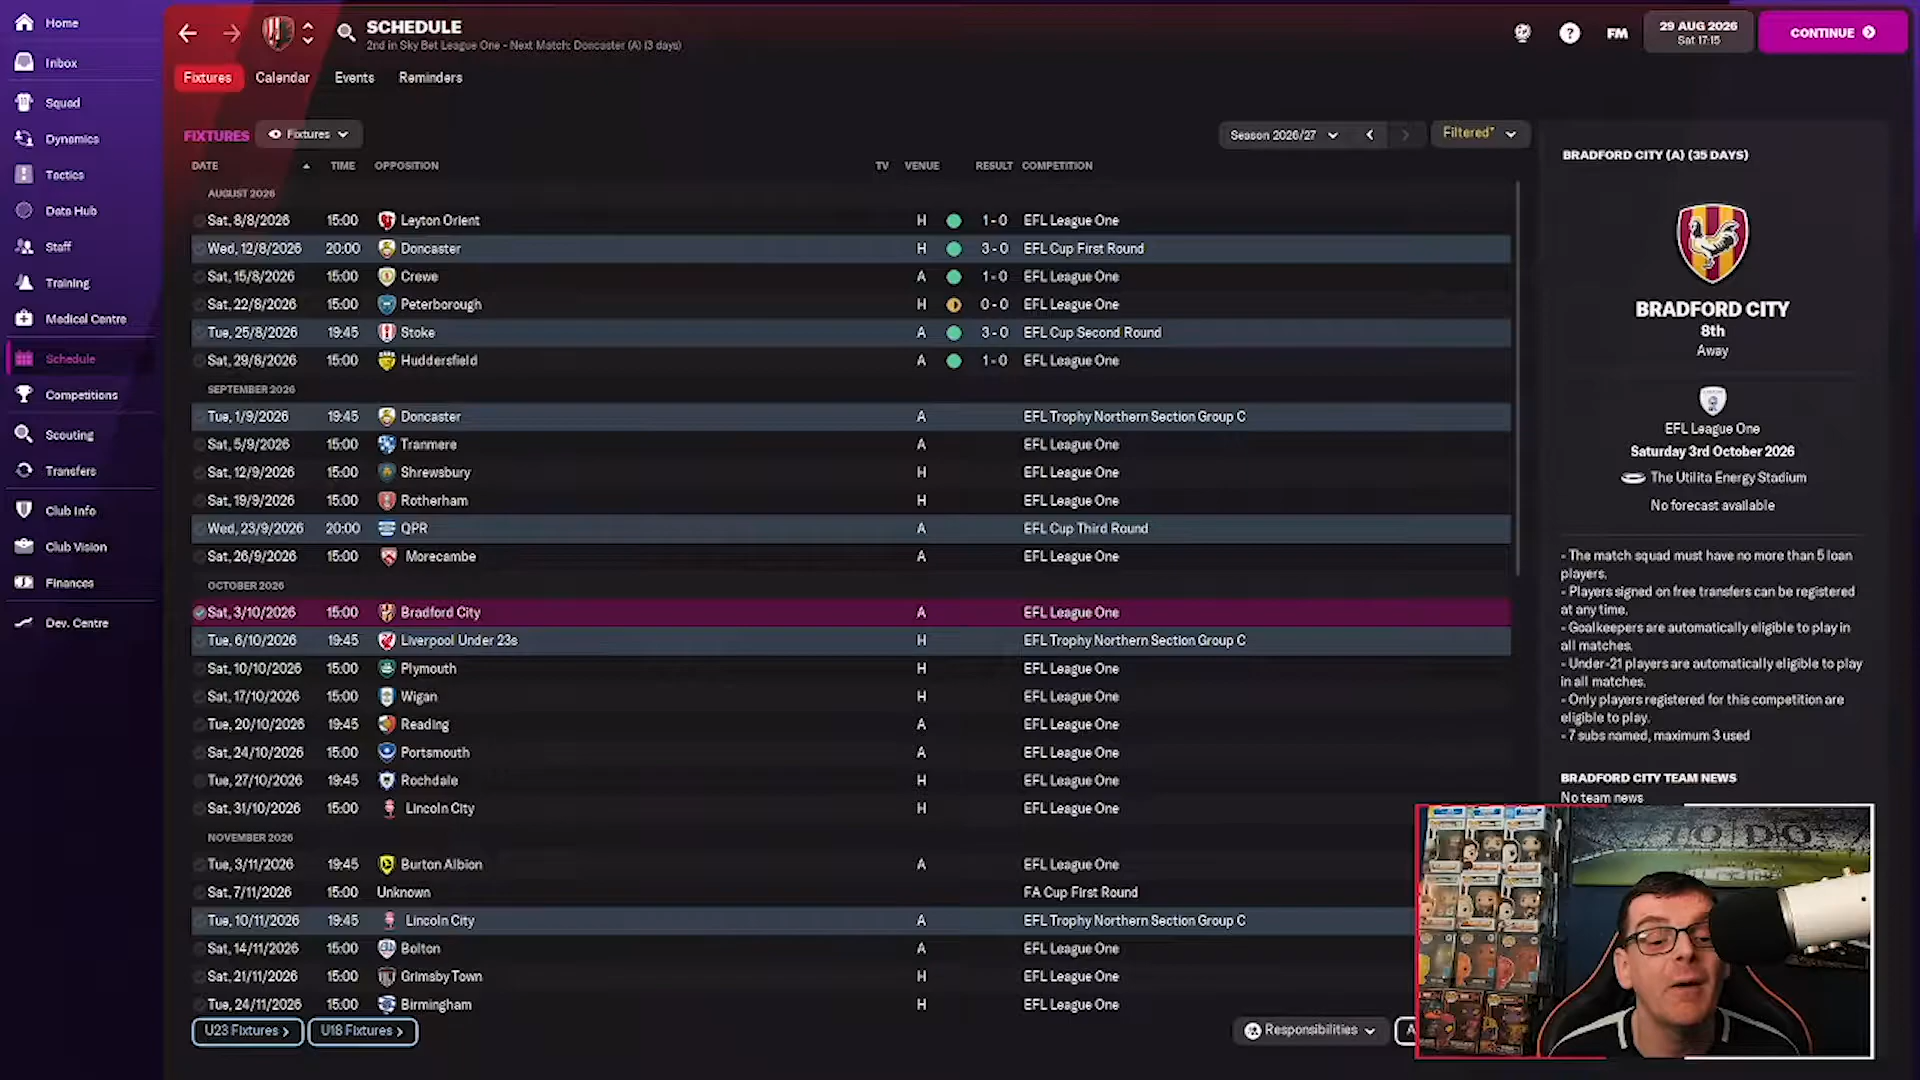 Home
Inbox
Squad
Dynamics
Tactics
Data Hub
Staff
Training
Medical Centre
Schedule
Competitions
Scouting
Transfers
Club Info
Club Vision
Finances
Dev. Centre
SCHEDULE
2nd in Sky Bet League One - Next Match: Doncaster (A) (3 days)
FM
29 AUG 2026
Sat 17:15
CONTINUE
Fixtures Calendar Events Reminders
FIXTURES Fixtures
Season 2026/27
Filtered*
DATE TIME OPPOSITION TV VENUE RESULT COMPETITION
AUGUST 2026
Sat, 8/8/2026 15:00 Leyton Orient H 1 - 0 EFL League One
Wed, 12/8/2026 20:00 Doncaster H 3 - 0 EFL Cup First Round
Sat, 15/8/2026 15:00 Crewe A 1 - 0 EFL League One
Sat, 22/8/2026 15:00 Peterborough H 0 - 0 EFL League One
Tue, 25/8/2026 19:45 Stoke A 3 - 0 EFL Cup Second Round
Sat, 29/8/2026 15:00 Huddersfield A 1 - 0 EFL League One
SEPTEMBER 2026
Tue, 1/9/2026 19:45 Doncaster A EFL Trophy Northern Section Group C
Sat, 5/9/2026 15:00 Tranmere A EFL League One
Sat, 12/9/2026 15:00 Shrewsbury H EFL League One
Sat, 19/9/2026 15:00 Rotherham H EFL League One
Wed, 23/9/2026 20:00 QPR A EFL Cup Third Round
Sat, 26/9/2026 15:00 Morecambe A EFL League One
OCTOBER 2026
Sat, 3/10/2026 15:00 Bradford City A EFL League One
Tue, 6/10/2026 19:45 Liverpool Under 23s H EFL Trophy Northern Section Group C
Sat, 10/10/2026 15:00 Plymouth H EFL League One
Sat, 17/10/2026 15:00 Wigan H EFL League One
Tue, 20/10/2026 19:45 Reading A EFL League One
Sat, 24/10/2026 15:00 Portsmouth A EFL League One
Tue, 27/10/2026 19:45 Rochdale H EFL League One
Sat, 31/10/2026 15:00 Lincoln City H EFL League One
NOVEMBER 2026
Tue, 3/11/2026 19:45 Burton Albion A EFL League One
Sat, 7/11/2026 15:00 Unknown FA Cup First Round
Tue, 10/11/2026 19:45 Lincoln City A EFL Trophy Northern Section Group C
Sat, 14/11/2026 15:00 Bolton A EFL League One
Sat, 21/11/2026 15:00 Grimsby Town H EFL League One
Tue, 24/11/2026 15:00 Birmingham H EFL League One
U23 Fixtures > U18 Fixtures >
Responsibilities
BRADFORD CITY (A) (35 DAYS)
BRADFORD CITY
8th
Away
EFL League One
Saturday 3rd October 2026
The Utilita Energy Stadium
No forecast available
- The match squad must have no more than 5 loan
players.
- Players signed on free transfers can be registered
at any time.
- Goalkeepers are automatically eligible to play in
all matches.
- Under-21 players are automatically eligible to play
in all matches.
- Only players registered for this competition are
eligible to play.
- 7 subs named, maximum 3 used
BRADFORD CITY TEAM NEWS
No team news